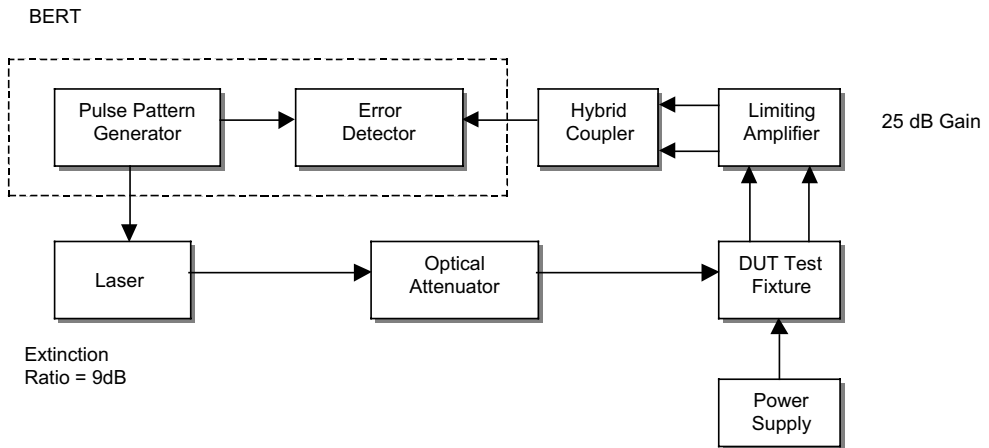 BERT
Pulse Pattern
Generator
Error
Detector
Hybrid
Coupler
Limiting
Amplifier
25 dB Gain
Laser
Optical
Attenuator
DUT Test
Fixture
Extinction
Ratio = 9dB
Power
Supply